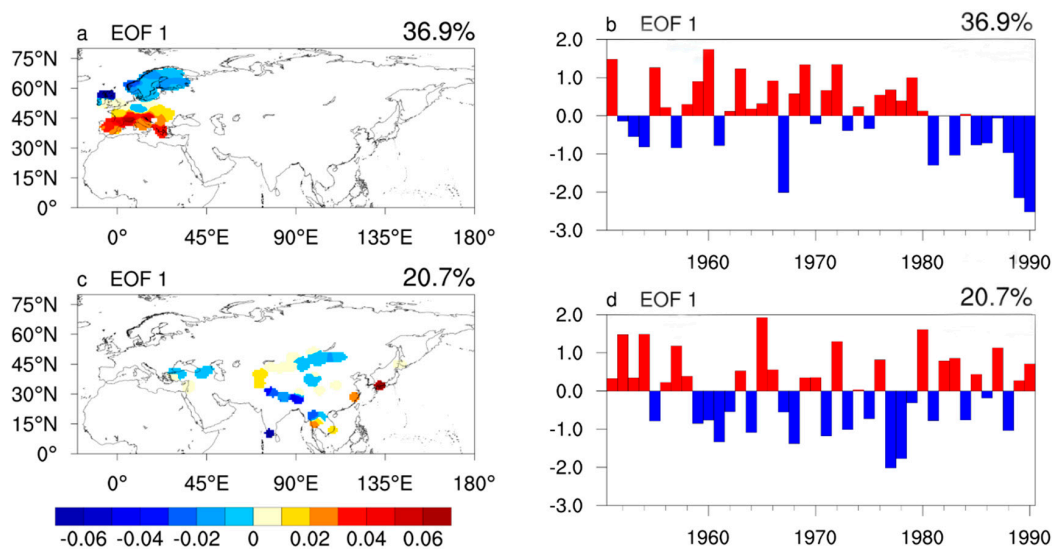 a EOF 1 36.9%
75°N
60°N
45°N
30°N
15°N
0°
0° 45°E 90°E 135°E 180°
b EOF 1 36.9%
2.0
1.0
0.0
-1.0
-2.0
-3.0
1960 1970 1980 1990
c EOF 1 20.7%
75°N
60°N
45°N
30°N
15°N
0°
0° 45°E 90°E 135°E 180°
-0.06 -0.04 -0.02 0 0.02 0.04 0.06
d EOF 1 20.7%
2.0
1.0
0.0
-1.0
-2.0
-3.0
1960 1970 1980 1990